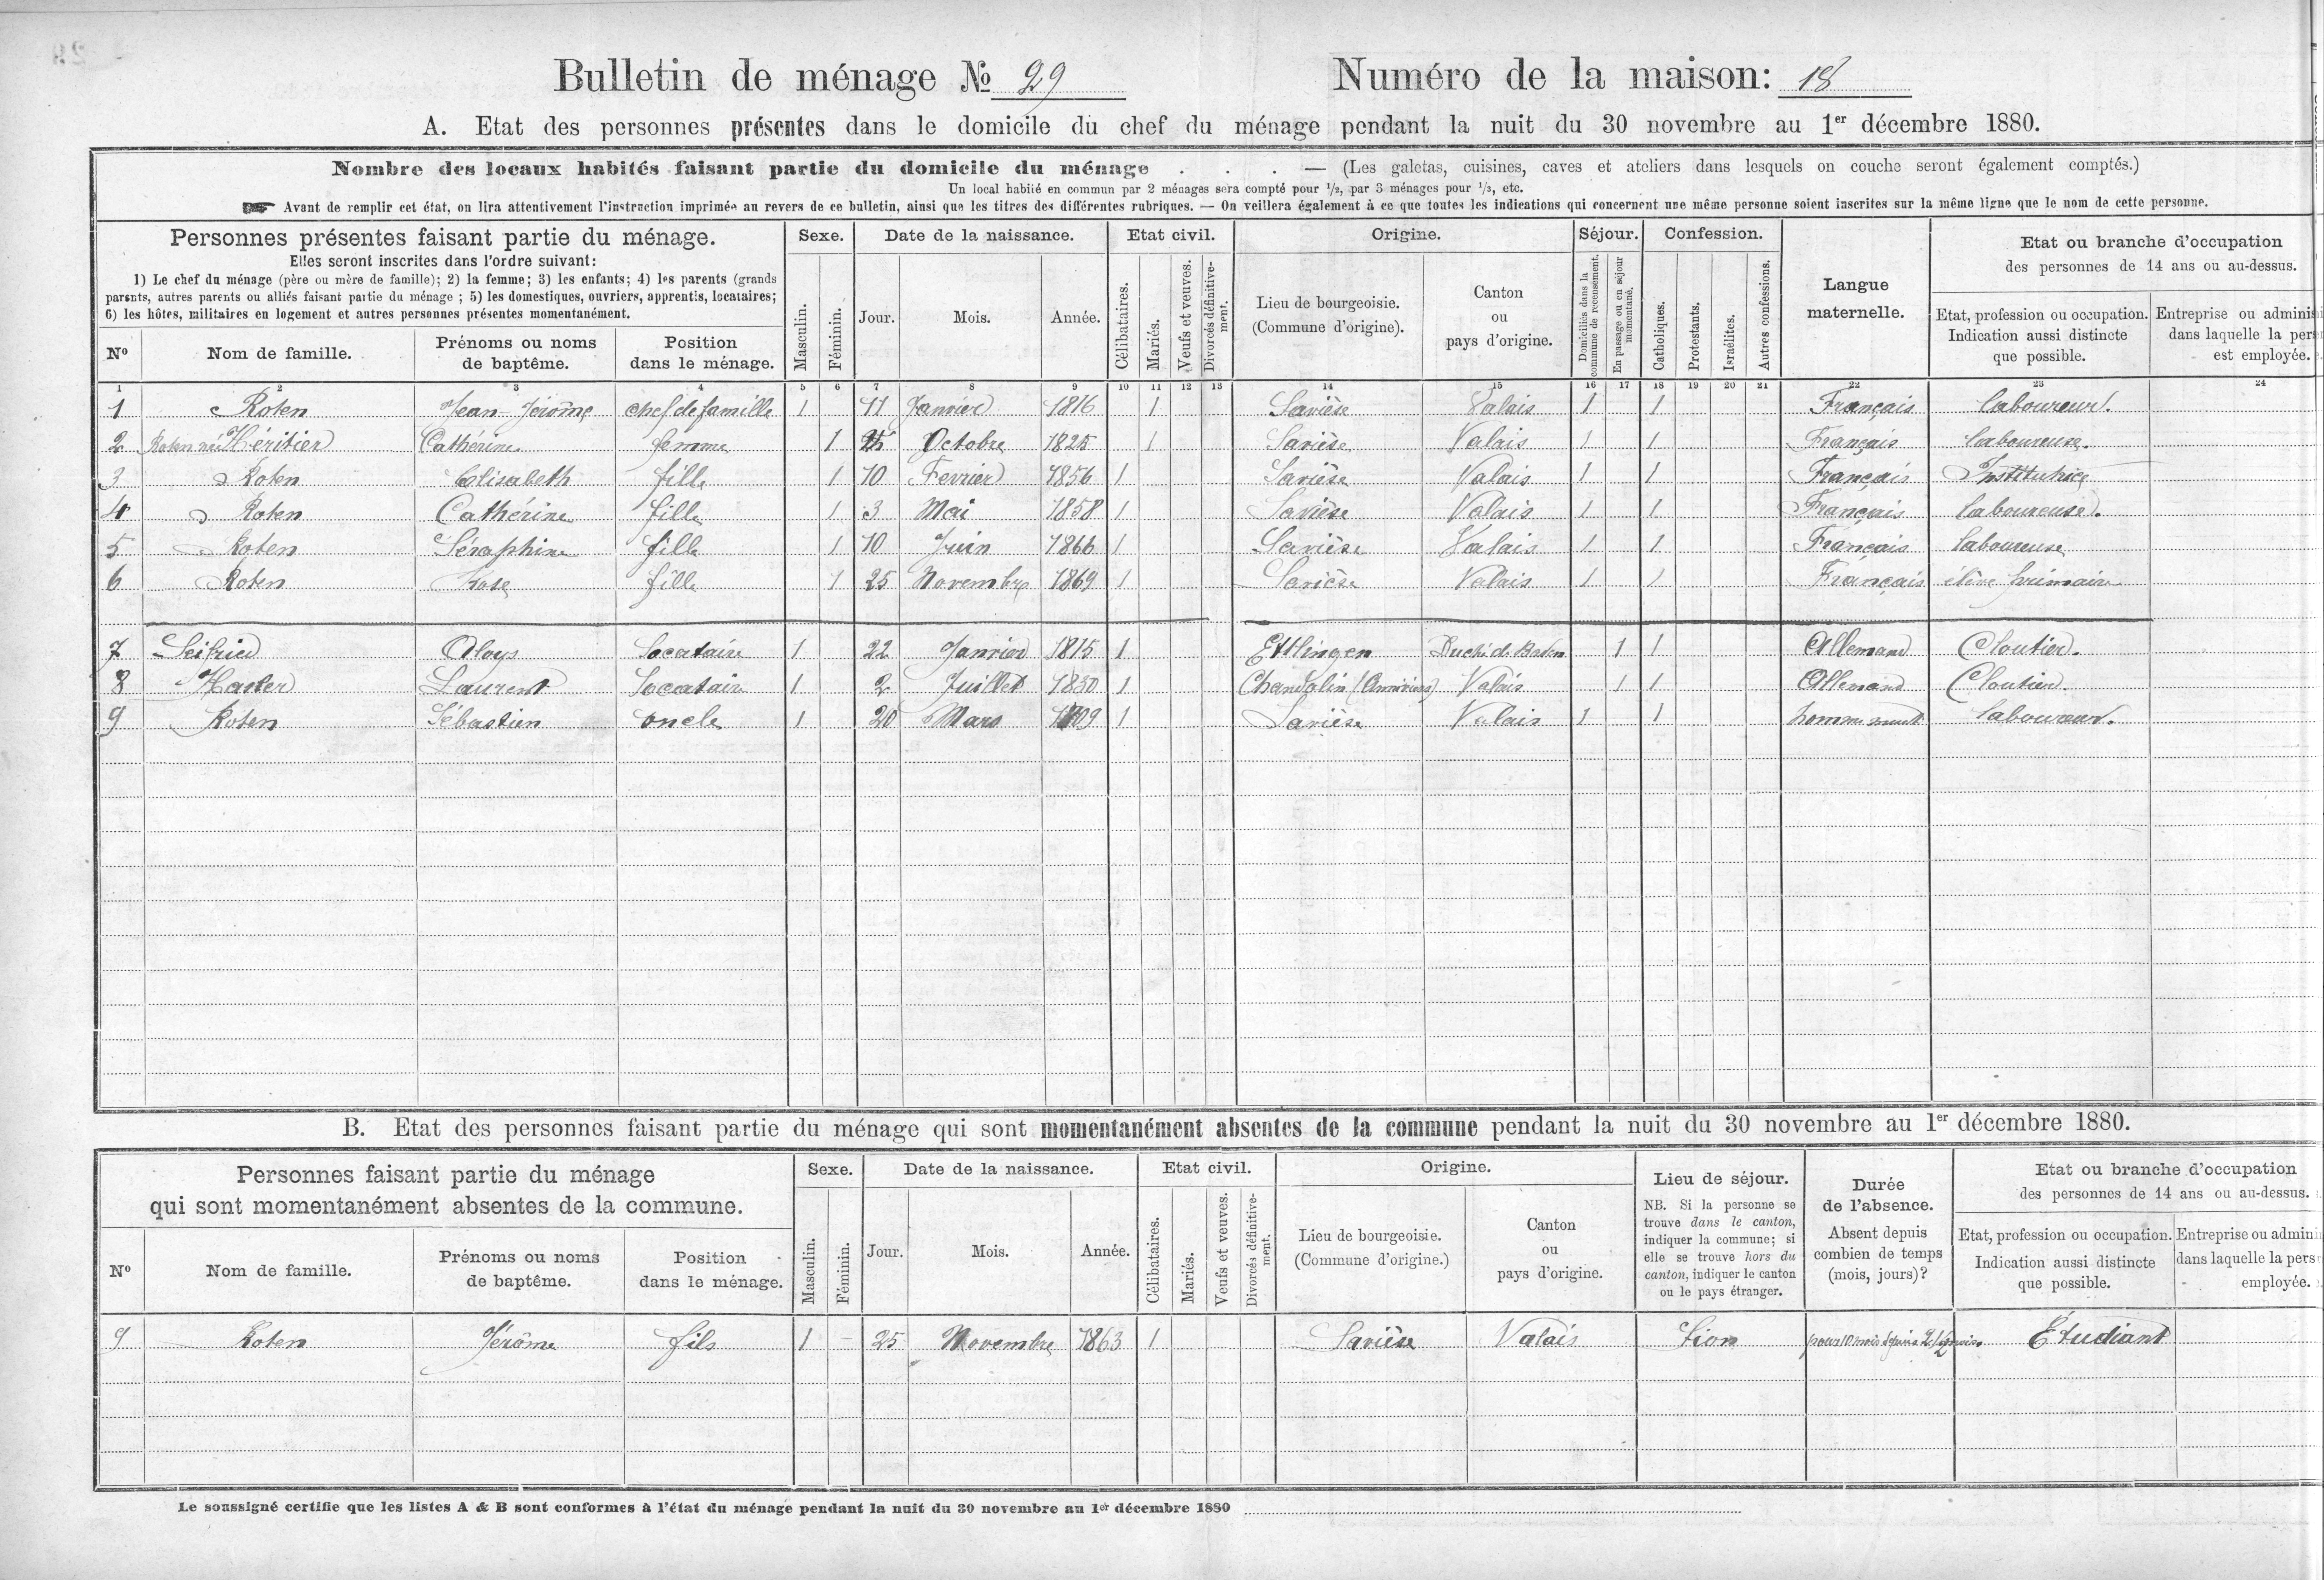 Bulletin de ménage No 29 Numéro de la maison: 18
A. Etat des personnes présentes dans le domicile du chef du ménage pendant la nuit du 30 novembre au 1er décembre 1880.
Nombre des locaux habités faisant partie du domicile du ménage . . . — (Les galetas, cuisines, caves et ateliers dans lesquels on couche seront également comptés.)
Un local habité en commun par 2 ménages sera compté pour 1/2, par 3 ménages pour 1/3, etc.
Avant de remplir cet état, on lira attentivement l'instruction imprimée au revers de ce bulletin, ainsi que les titres des différentes rubriques. — On veillera également à ce que toutes les indications qui concernent une même personne soient inscrites sur la même ligne que le nom de cette personne.
Personnes présentes faisant partie du ménage.
Elles seront inscrites dans l'ordre suivant:
1) Le chef du ménage (père ou mère de famille); 2) la femme; 3) les enfants; 4) les parents (grands
parents, autres parents ou alliés faisant partie du ménage; 5) les domestiques, ouvriers, apprentis, locataires;
6) les hôtes, militaires en logement et autres personnes présentes momentanément.
No
Nom de famille.
Prénoms ou noms
de baptême.
Position
dans le ménage.
Sexe.
Masculin.
Féminin.
Date de la naissance.
Jour.
Mois.
Année.
Etat civil.
Célibataires.
Mariés.
Veufs et veuves.
Divorcés définitive-
ment.
Origine.
Lieu de bourgeoisie.
(Commune d'origine).
Canton
ou
pays d'origine.
Séjour.
Domiciliés dans la
commune de recensement.
En passage ou en séjour
momentané.
Confession.
Catholiques.
Protestants.
Israélites.
Autres confessions.
Langue
maternelle.
Etat ou branche d'occupation
des personnes de 14 ans ou au-dessus.
Etat, profession ou occupation.
Indication aussi distincte
que possible.
Entreprise ou adminis
dans laquelle la pers
est employée.
1 2 3 4 5 6 7 8 9 10 11 12 13 14 15 16 17 18 19 20 21 22 23 24
1 Roten Jean Jérôme chef de famille 1 11 Janvier 1816 1 Savièse Valais 1 1 Français laboureur.
2 Roten née Héritier Cathérine femme 1 Octobre 1825 1 Savièse Valais 1 1 Français laboureuse.
3 Roten Elisabeth fille 1 10 Fevrier 1856 1 Savièse Valais 1 1 Français Institutrice
4 Roten Cathérine fille 1 3 Mai 1858 1 Savièse Valais 1 1 Français laboureuse.
5 Roten Séraphine fille 1 10 Juin 1866 1 Savièse Valais 1 1 Français laboureuse
6 Roten Rose fille 1 25 Novembre 1869 1 Savièse Valais 1 1 Français élève primaire
7 Seifried Aloys Locataire 1 22 Janvier 1815 1 Ettlingen Duché de Baden 1 1 Allemand Cloutier.
8 Laurent Locataire 1 2 Juillet 1830 1 Chandolin (Anniviers) Valais 1 1 Allemand Cloutier.
9 Roten Sébastien oncle 1 20 Mars 1809 1 Savièse Valais 1 1 homme muet laboureur.
B. Etat des personnes faisant partie du ménage qui sont momentanément absentes de la commune pendant la nuit du 30 novembre au 1er décembre 1880.
Personnes faisant partie du ménage
qui sont momentanément absentes de la commune.
No
Nom de famille.
Prénoms ou noms
de baptême.
Position
dans le ménage.
Sexe.
Masculin.
Féminin.
Date de la naissance.
Jour.
Mois.
Année.
Etat civil.
Célibataires.
Mariés.
Veufs et veuves.
Divorcés définitive-
ment.
Origine.
Lieu de bourgeoisie.
(Commune d'origine.)
Canton
ou
pays d'origine.
Lieu de séjour.
NB. Si la personne se
trouve dans le canton,
indiquer la commune; si
elle se trouve hors du
canton, indiquer le canton
ou le pays étranger.
Durée
de l'absence.
Absent depuis
combien de temps
(mois, jours)?
Etat ou branche d'occupation
des personnes de 14 ans ou au-dessus.
Etat, profession ou occupation.
Indication aussi distincte
que possible.
Entreprise ou admini
dans laquelle la pers
employée.
9 Roten Jérôme fils 1 – 25 Novembre 1863 1 Savièse Valais Sion pour 10 mois depuis 2 1/2 mois. Etudiant
Le soussigné certifie que les listes A & B sont conformes à l'état du ménage pendant la nuit du 30 novembre au 1er décembre 1880